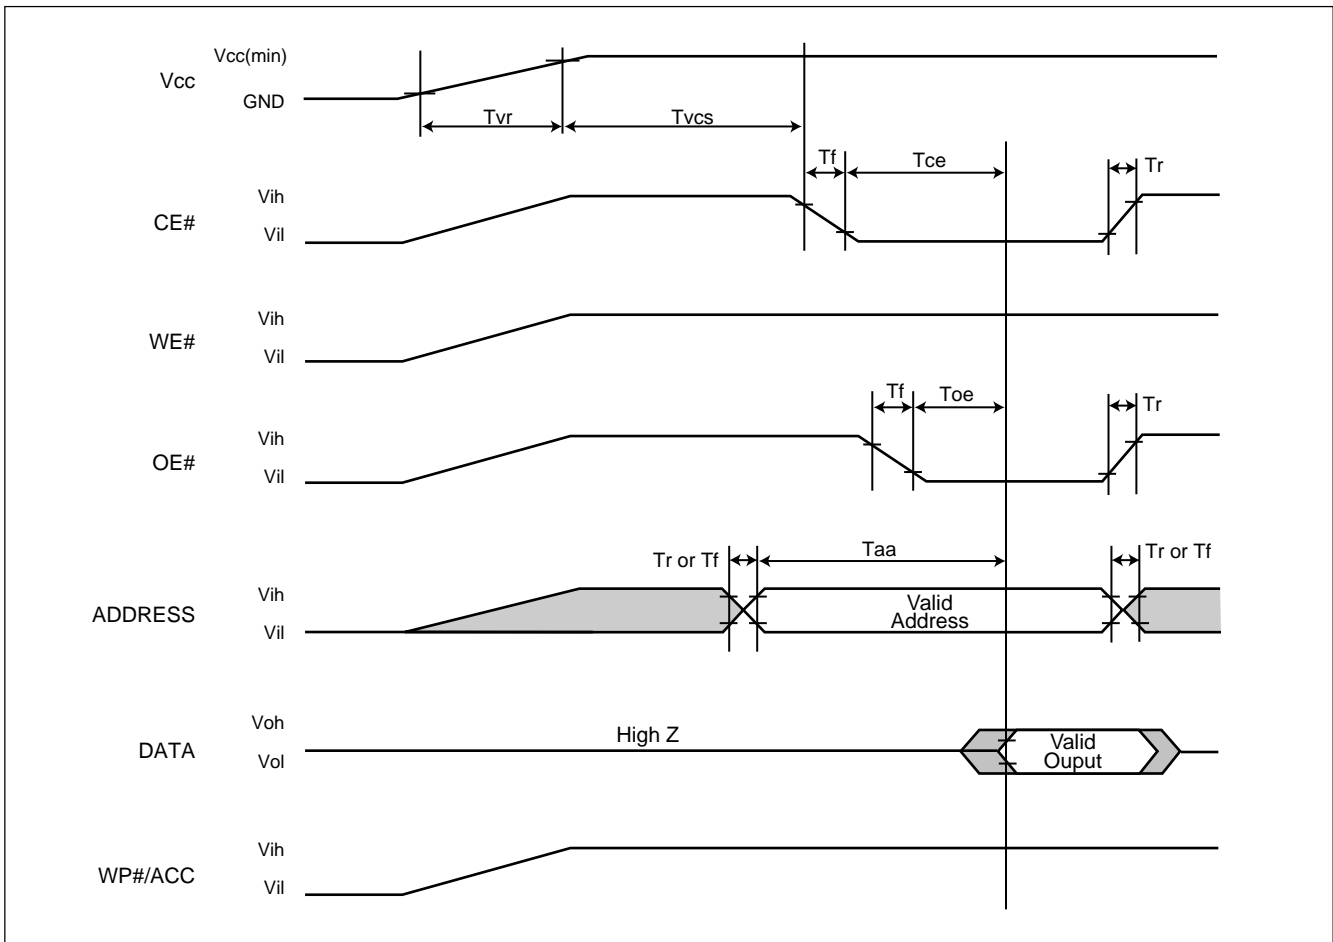 Vcc(min)
Vcc
GND
Tvr
Tvcs
Tf
Tce
Tr
Vih
CE#
Vil
Vih
WE#
Vil
Tf
Toe
Tr
Vih
OE#
Vil
Tr or Tf
Taa
Tr or Tf
Vih
ADDRESS
Vil
Valid
Address
Voh
DATA
Vol
High Z
Valid
Ouput
Vih
WP#/ACC
Vil